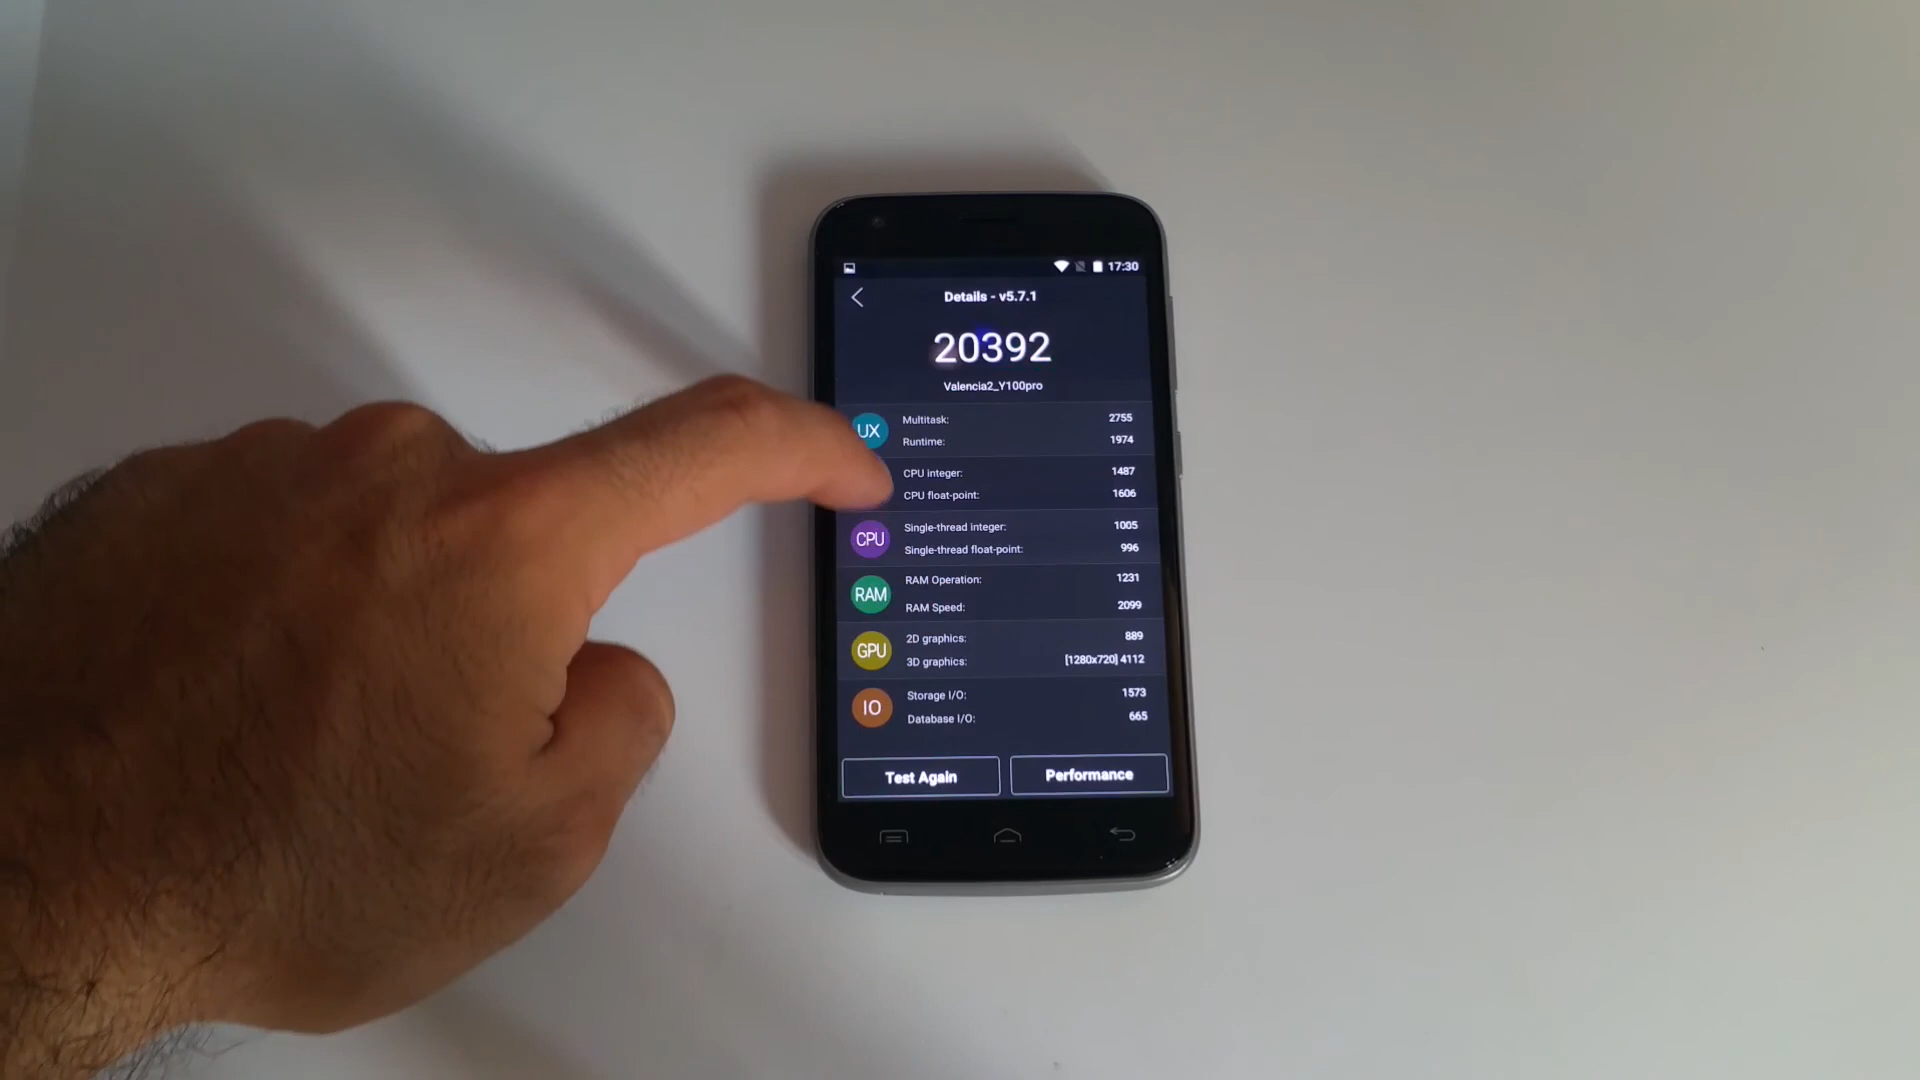 17:30
Details - v5.7.1
20392
Valencia2_Y100pro
UX
Multitask: 2755
Runtime: 1974
CPU integer: 1487
CPU float-point: 1606
CPU
Single-thread integer: 1005
Single-thread float-point: 996
RAM
RAM Operation: 1231
RAM Speed: 2099
GPU
2D graphics: 889
3D graphics: [1280x720] 4112
IO
Storage I/O: 1573
Database I/O: 665
Test Again
Performance